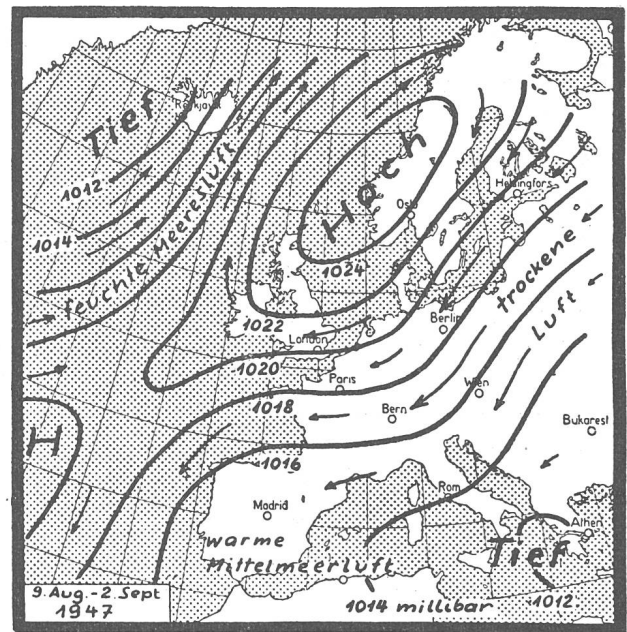 Reykjavik
Tief
1012
1014
feuchte Meeresluft
Hoch
Oslo
Helsingfors
1024
trockene
Luft
1022
London
Berlin
1020
Paris
Wien
1018
Bern
Bukarest
H
1016
Rom
Madrid
Athen
warme
Mittelmeerluft
Tief
9. Aug. - 2. Sept
1947
1014 millibar
1012